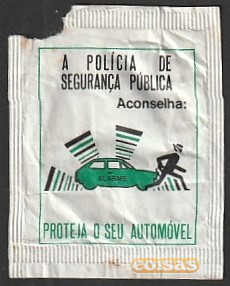 A POLÍCIA DE
SEGURANÇA PÚBLICA
Aconselha:
ALARME
PROTEJA O SEU AUTOMÓVEL
coisas